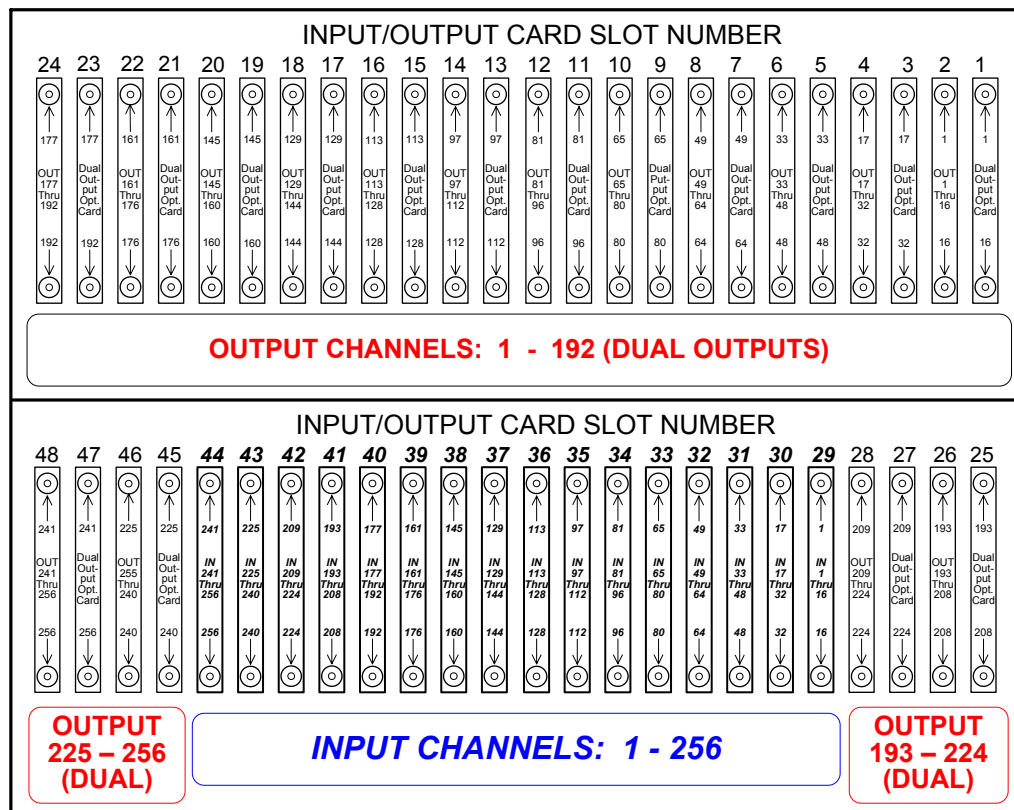 INPUT/OUTPUT CARD SLOT NUMBER
24 23 22 21 20 19 18 17 16 15 14 13 12 11 10 9 8 7 6 5 4 3 2 1
177 177 161 161 145 145 129 129 113 113 97 97 81 81 65 65 49 49 33 33 17 17 1 1
OUT 177 Thru 192
Dual Out- put Opt. Card
OUT 161 Thru 176
Dual Out- put Opt. Card
OUT 145 Thru 160
Dual Out- put Opt. Card
OUT 129 Thru 144
Dual Out- put Opt. Card
OUT 113 Thru 128
Dual Out- put Opt. Card
OUT 97 Thru 112
Dual Out- put Opt. Card
OUT 81 Thru 96
Dual Out- put Opt. Card
OUT 65 Thru 80
Dual Put- put Opt. Card
OUT 49 Thru 64
Dual Out- put Opt. Card
OUT 33 Thru 48
Dual Out- put Opt. Card
OUT 17 Thru 32
Dual Out- put Opt. Card
OUT 1 Thru 16
Dual Out- put Opt. Card
192 192 176 176 160 160 144 144 128 128 112 112 96 96 80 80 64 64 48 48 32 32 16 16
OUTPUT CHANNELS: 1 - 192 (DUAL OUTPUTS)
INPUT/OUTPUT CARD SLOT NUMBER
48 47 46 45 44 43 42 41 40 39 38 37 36 35 34 33 32 31 30 29 28 27 26 25
241 241 225 225 241 225 209 193 177 161 145 129 113 97 81 65 49 33 17 1 209 209 193 193
OUT 241 Thru 256
Dual Out- put Opt. Card
OUT 255 Thru 240
Dual Out- put Opt. Card
IN 241 Thru 256
IN 225 Thru 240
IN 209 Thru 224
IN 193 Thru 208
IN 177 Thru 192
IN 161 Thru 176
IN 145 Thru 160
IN 129 Thru 144
IN 113 Thru 128
IN 97 Thru 112
IN 81 Thru 96
IN 65 Thru 80
IN 49 Thru 64
IN 33 Thru 48
IN 17 Thru 32
IN 1 Thru 16
OUT 209 Thru 224
Dual Out- put Opt. Card
OUT 193 Thru 208
Dual Out- put Opt. Card
256 256 240 240 256 240 224 208 192 176 160 144 128 112 96 80 64 48 32 16 224 224 208 208
OUTPUT
225 – 256
(DUAL)
INPUT CHANNELS: 1 - 256
OUTPUT
193 – 224
(DUAL)